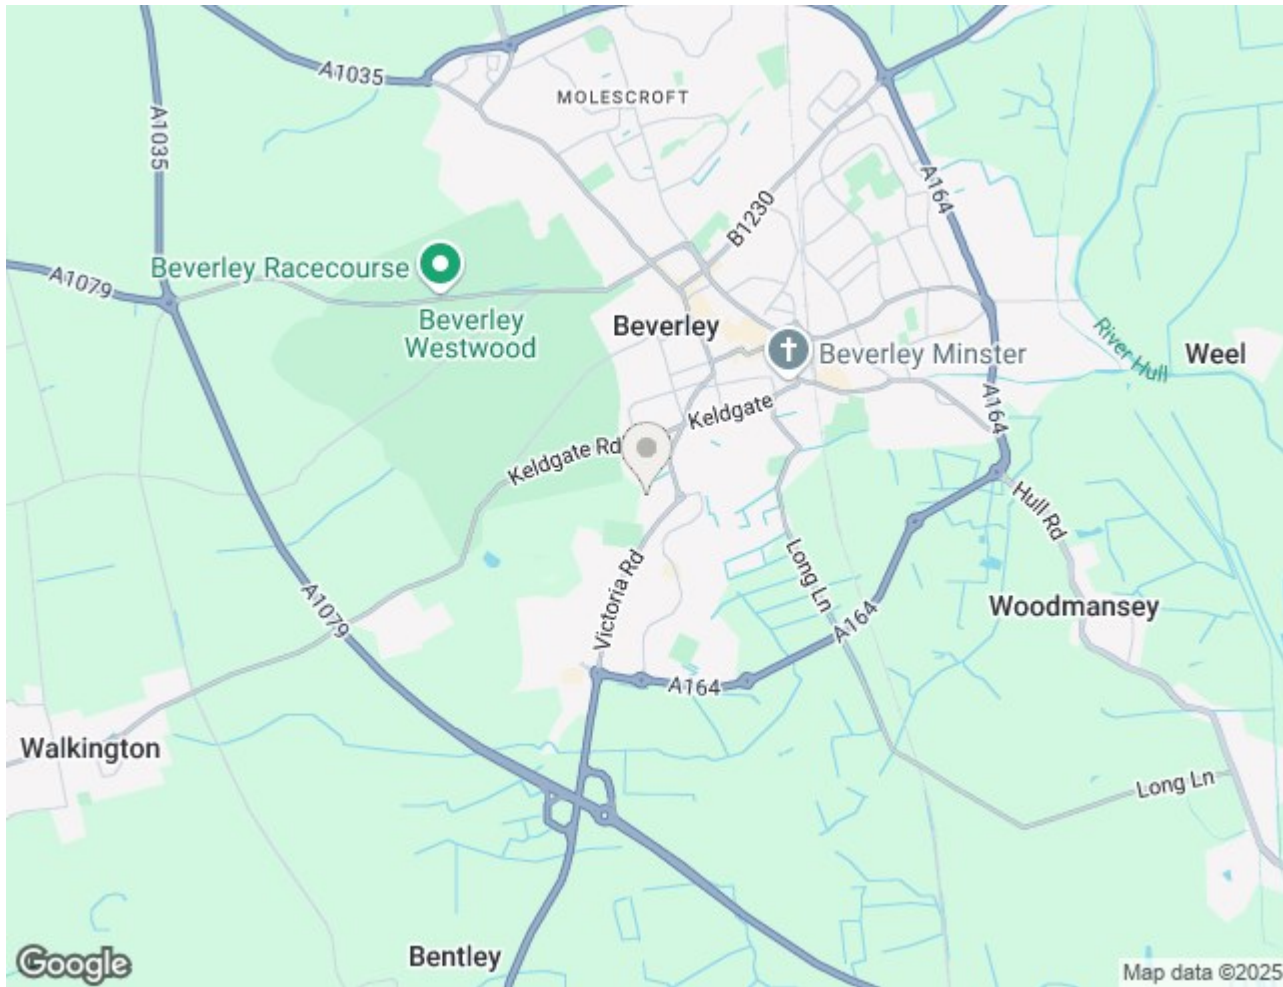 A1035
MOLESCROFT
A1035
A164
B1230
Beverley Racecourse
A1079
Beverley
Westwood
Beverley
Beverley Minster
River Hull
Weel
A164
Keldgate
Keldgate Rd
Hull Rd
Long Ln
Victoria Rd
A1079
A164
Woodmansey
A164
Walkington
Long Ln
Bentley
Google
Map data ©2025